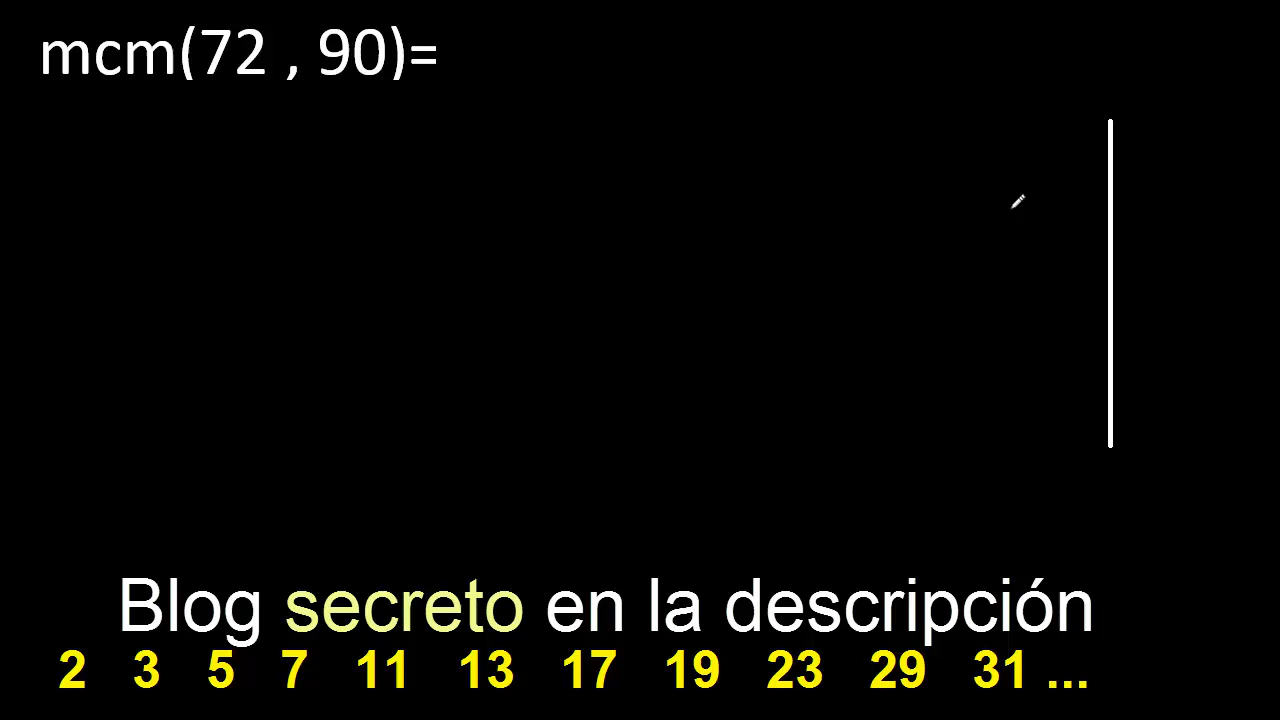 mcm(72 , 90)=
Blog secreto en la descripción
2 3 5 7 11 13 17 19 23 29 31 ...